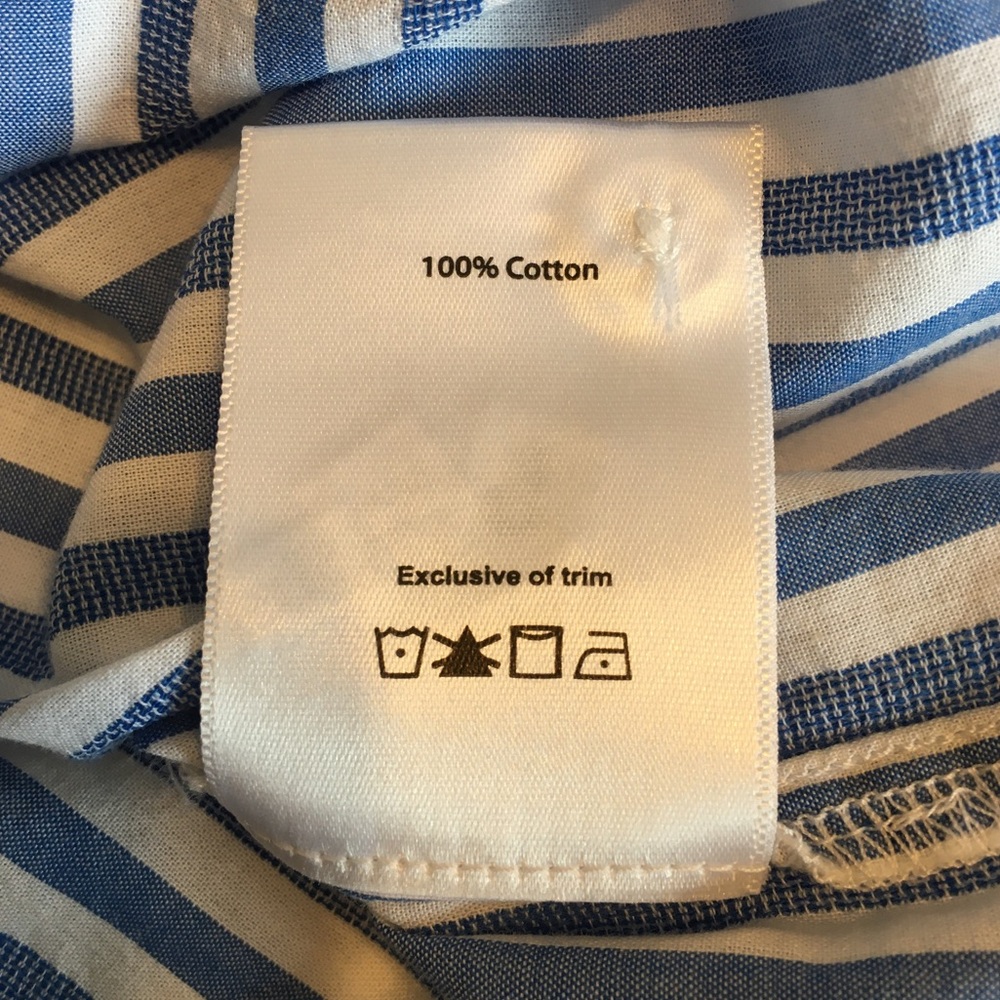 100% Cotton
Exclusive of trim